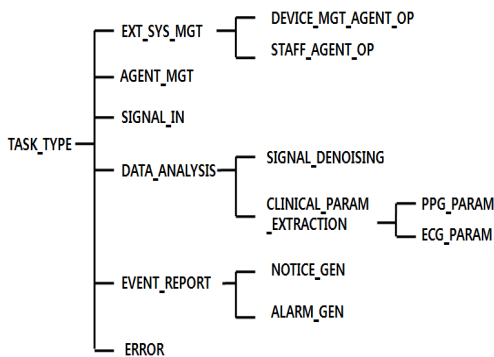 DEVICE_MGT_AGENT_OP
EXT_SYS_MGT
STAFF_AGENT_OP
AGENT_MGT
SIGNAL_IN
TASK_TYPE
SIGNAL_DENOISING
DATA_ANALYSIS
CLINICAL_PARAM
_EXTRACTION
PPG_PARAM
ECG_PARAM
NOTICE_GEN
EVENT_REPORT
ALARM_GEN
ERROR